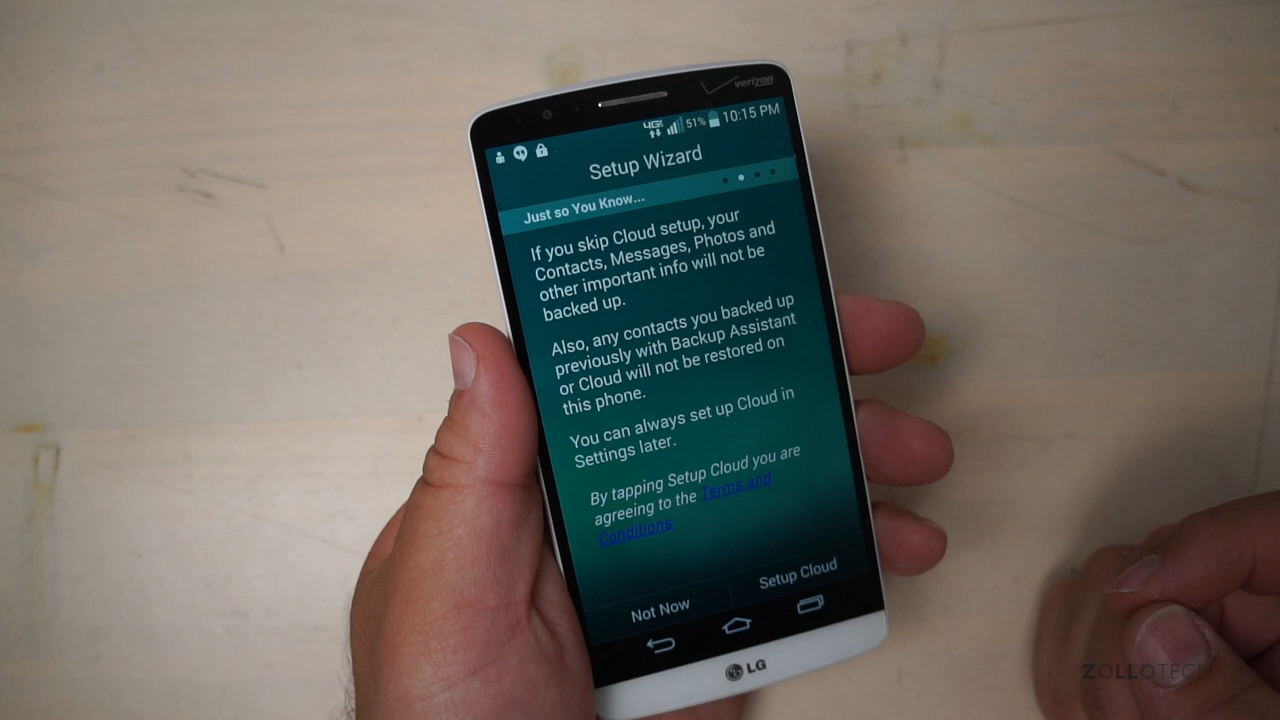 verizon
4G LTE 51% 10:15 PM
Setup Wizard
Just so You Know...
If you skip Cloud setup, your
Contacts, Messages, Photos and
other important info will not be
backed up.
Also, any contacts you backed up
previously with Backup Assistant
or Cloud will not be restored on
this phone.
You can always set up Cloud in
Settings later.
By tapping Setup Cloud you are
agreeing to the Terms and
Conditions
Not Now Setup Cloud
LG
ZOLLOTECH